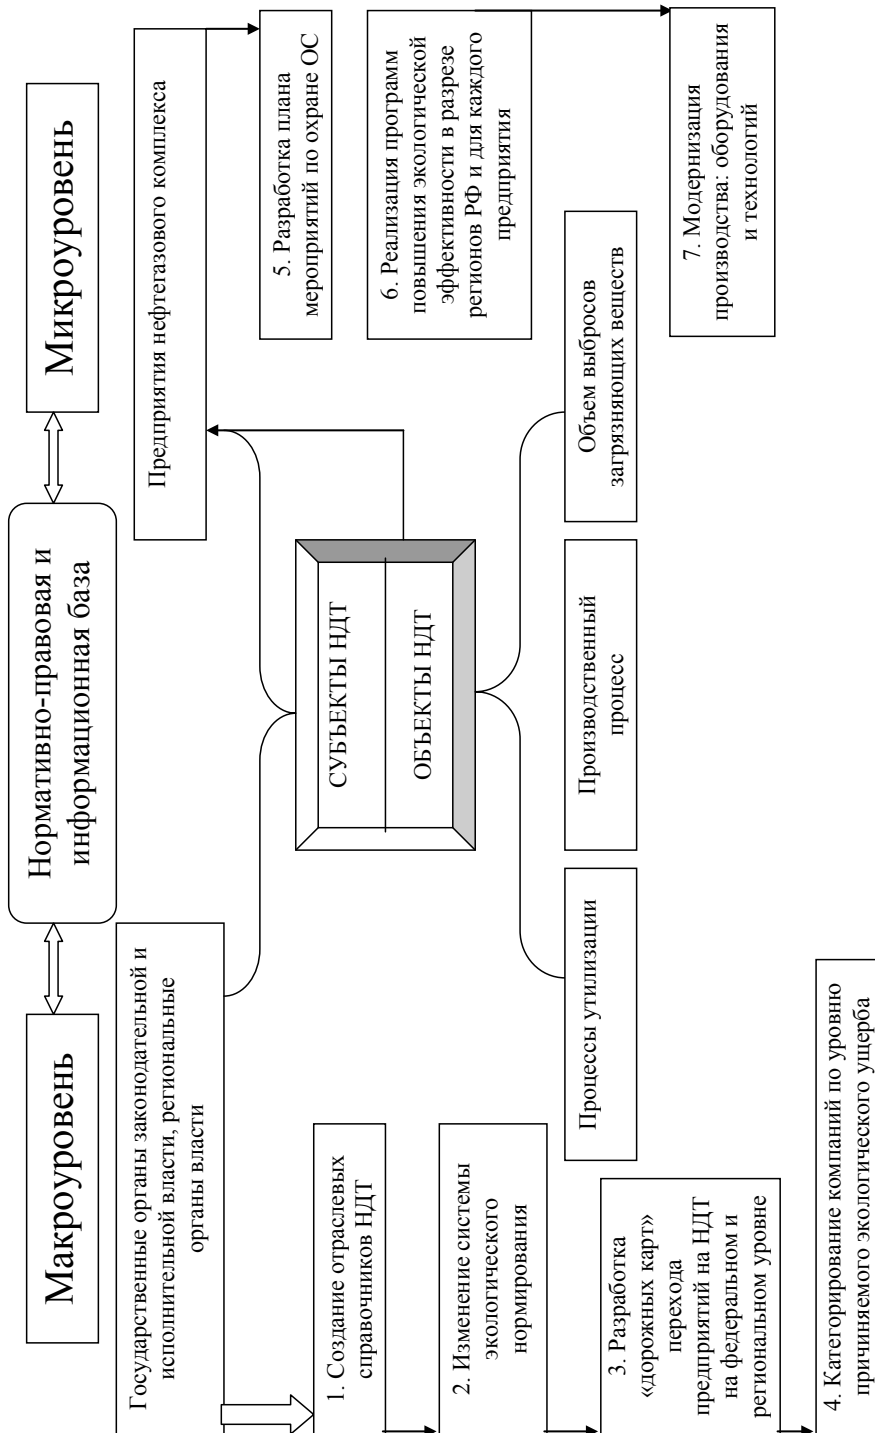 Макроуровень
Нормативно-правовая и
информационная база
Микроуровень
Государственные органы законодательной и
исполнительной власти, региональные
органы власти
Предприятия нефтегазового комплекса
1. Создание отраслевых
справочников НДТ
2. Изменение системы
экологического
нормирования
3. Разработка
«дорожных карт»
перехода
предприятий на НДТ
на федеральном и
региональном уровне
4. Категорирование компаний по уровню
причиняемого экологического ущерба
СУБЪЕКТЫ НДТ
ОБЪЕКТЫ НДТ
Процессы утилизации
Производственный
процесс
Объем выбросов
загрязняющих веществ
5. Разработка плана
мероприятий по охране ОС
6. Реализация программ
повышения экологической
эффективности в разрезе
регионов РФ и для каждого
предприятия
7. Модернизация
производства: оборудования
и технологий